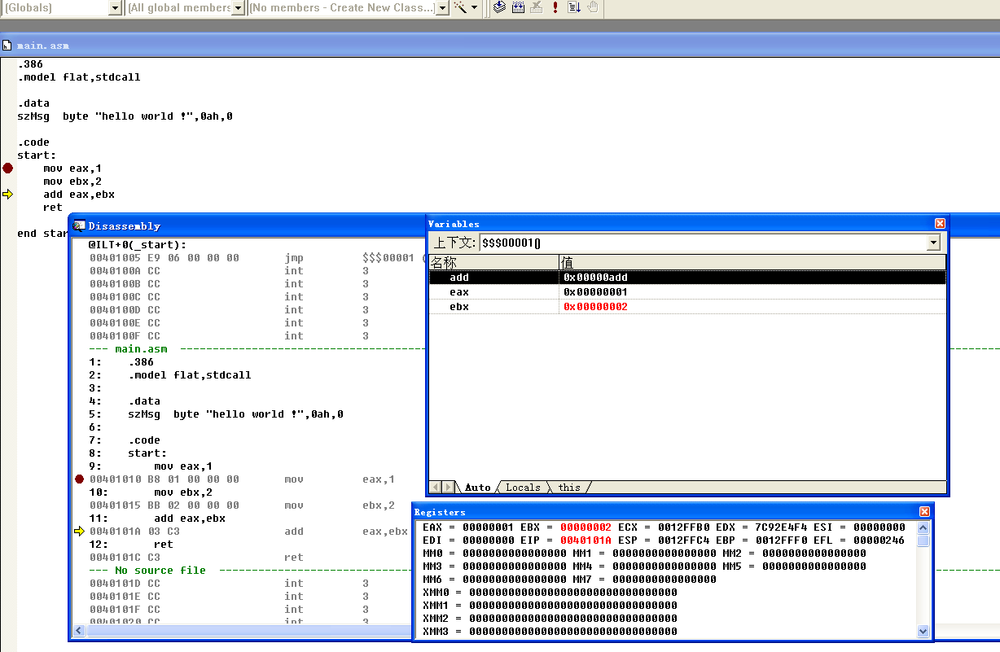 (Globals) (All global members (No members - Create New Class...)
main.asm
.386
.model flat,stdcall
.data
szMsg  byte "hello world !",0ah,0
.code
start:
mov eax,1
mov ebx,2
add eax,ebx
ret
end star
Disassembly
@ILT+0(_start):
00401005 E9 06 00 00 00 jmp $$$00001 (
0040100A CC int 3
0040100B CC int 3
0040100C CC int 3
0040100D CC int 3
0040100E CC int 3
0040100F CC int 3
--- main.asm
1: .386
2: .model flat,stdcall
3:
4: .data
5: szMsg  byte "hello world !",0ah,0
6:
7: .code
8: start:
9: mov eax,1
00401010 B8 01 00 00 00 mov eax,1
10: mov ebx,2
00401015 BB 02 00 00 00 mov ebx,2
11: add eax,ebx
0040101A 03 C3 add eax,ebx
12: ret
0040101C C3 ret
--- No source file
0040101D CC int 3
0040101E CC int 3
0040101F CC int 3
00401020 CC int 3
Variables
上下文: $$$00001()
名称 值
add 0x00000add
eax 0x00000001
ebx 0x00000002
Auto Locals this
Registers
EAX = 00000001 EBX = 00000002 ECX = 0012FFB0 EDX = 7C92E4F4 ESI = 00000000
EDI = 00000000 EIP = 0040101A ESP = 0012FFC4 EBP = 0012FFF0 EFL = 00000246
MM0 = 0000000000000000 MM1 = 0000000000000000 MM2 = 0000000000000000
MM3 = 0000000000000000 MM4 = 0000000000000000 MM5 = 0000000000000000
MM6 = 0000000000000000 MM7 = 0000000000000000
XMM0 = 00000000000000000000000000000000
XMM1 = 00000000000000000000000000000000
XMM2 = 00000000000000000000000000000000
XMM3 = 00000000000000000000000000000000